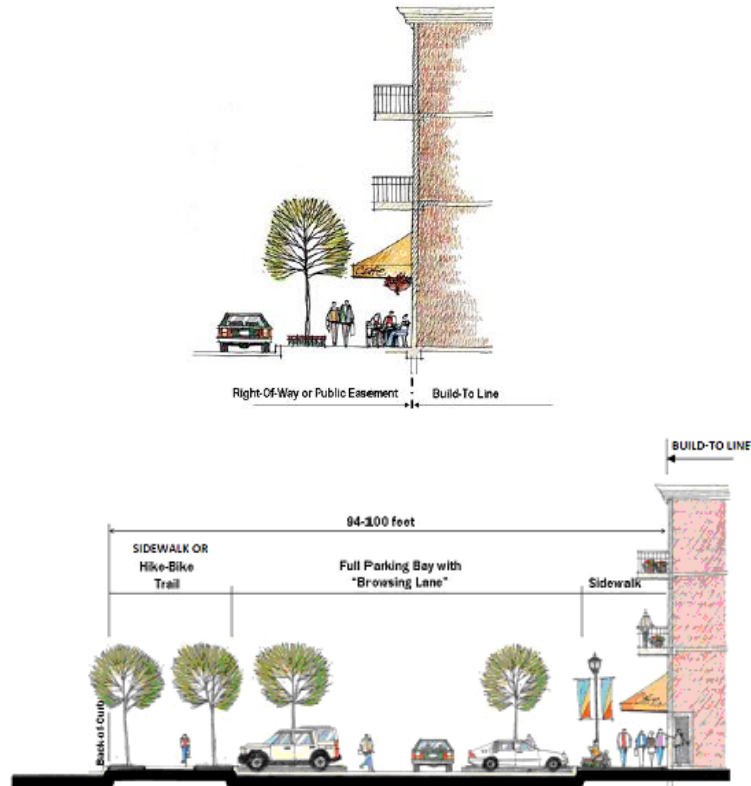 Right-Of-Way or Public Easement
Build-To Line
BUILD-TO LINE
94-100 feet
SIDEWALK OR
Hike-Bike
Trail
Full Parking Bay with
"Browsing Lane"
Sidewalk
Back of Curb